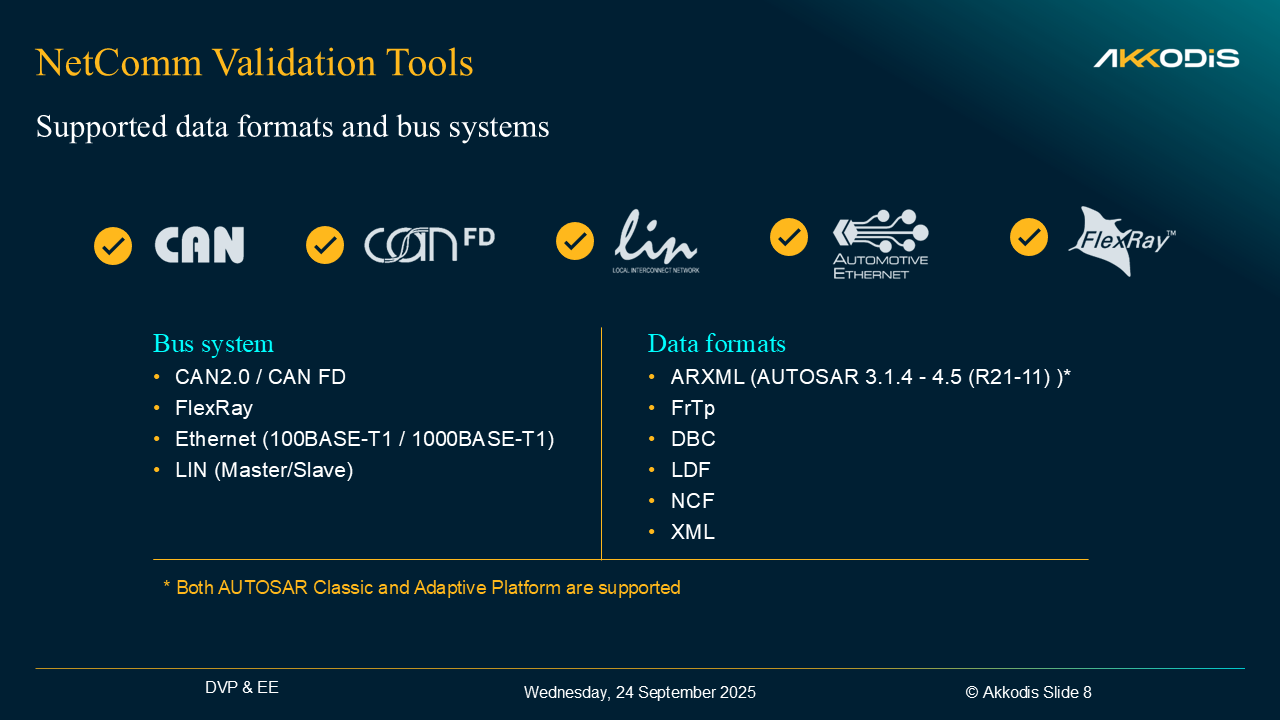 NetComm Validation Tools
AKKODIS
Supported data formats and bus systems
CAN
CAN FD
lin
LOCAL INTERCONNECT NETWORK
AUTOMOTIVE
ETHERNET
FlexRay™
Bus system
• CAN2.0 / CAN FD
• FlexRay
• Ethernet (100BASE-T1 / 1000BASE-T1)
• LIN (Master/Slave)
Data formats
• ARXML (AUTOSAR 3.1.4 - 4.5 (R21-11) )*
• FrTp
• DBC
• LDF
• NCF
• XML
* Both AUTOSAR Classic and Adaptive Platform are supported
DVP & EE
Wednesday, 24 September 2025
© Akkodis Slide 8